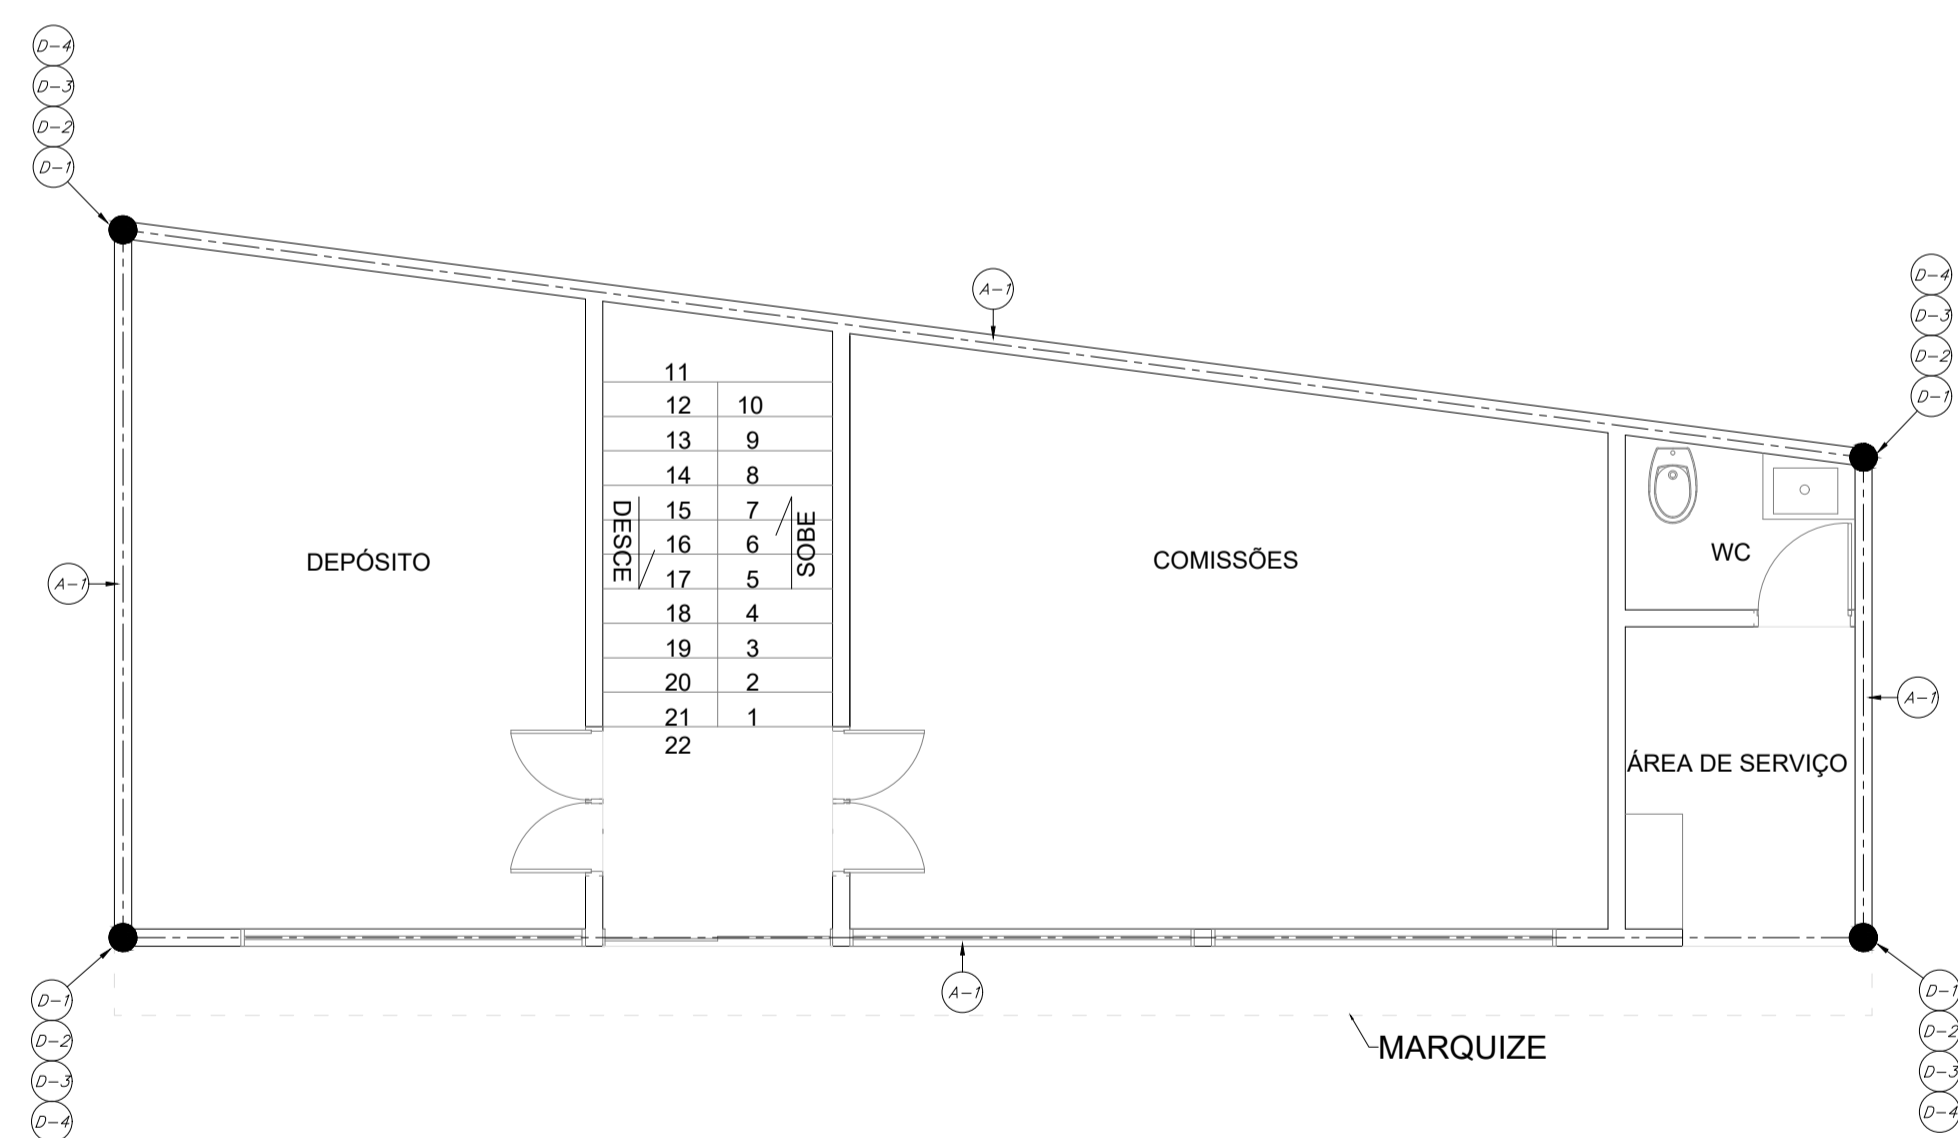 D-4
D-3
D-2
D-1
A-1
D-4
D-3
D-2
D-1
11
12 10
13 9
14 8
15 7
16 6
17 5
18 4
19 3
20 2
21 1
22
DESCE
SOBE
DEPÓSITO
COMISSÕES
WC
A-1
A-1
ÁREA DE SERVIÇO
A-1
MARQUIZE
D-1
D-2
D-3
D-4
D-1
D-2
D-3
D-4